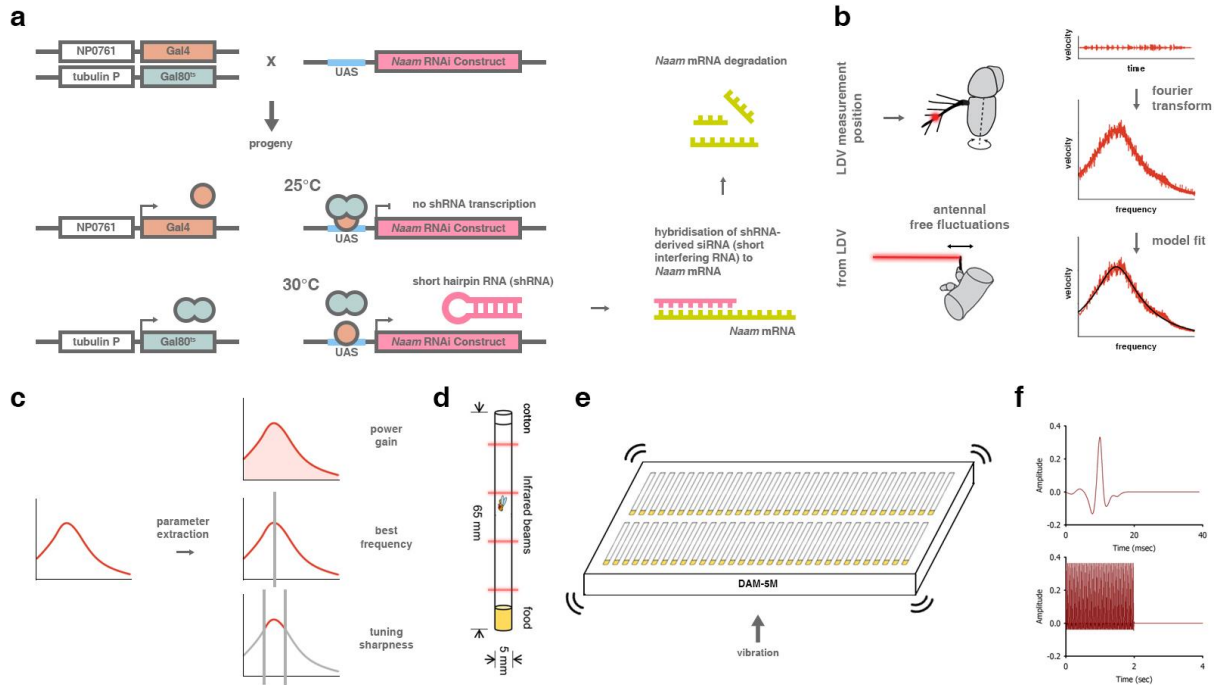 a
NP0761
Gal4
tubulin P
Gal80ts
x
UAS
Naam RNAi Construct
progeny
NP0761
Gal4
25°C
no shRNA transcription
UAS
Naam RNAi Construct
tubulin P
Gal80ts
30°C
short hairpin RNA (shRNA)
UAS
Naam RNAi Construct
Naam mRNA degradation
hybridisation of shRNA-
derived siRNA (short
interfering RNA) to
Naam mRNA
Naam mRNA
b
LDV measurement
position
from LDV
antennal
free fluctuations
velocity
time
fourier
transform
velocity
frequency
model fit
velocity
frequency
c
parameter
extraction
power
gain
best
frequency
tuning
sharpness
d
cotton
Infrared beams
food
65 mm
5 mm
e
DAM-5M
vibration
f
Amplitude
0.4
0.2
0.0
-0.2
0
20
40
Time (msec)
Amplitude
0.4
0.2
0.0
-0.2
0
2
4
Time (sec)